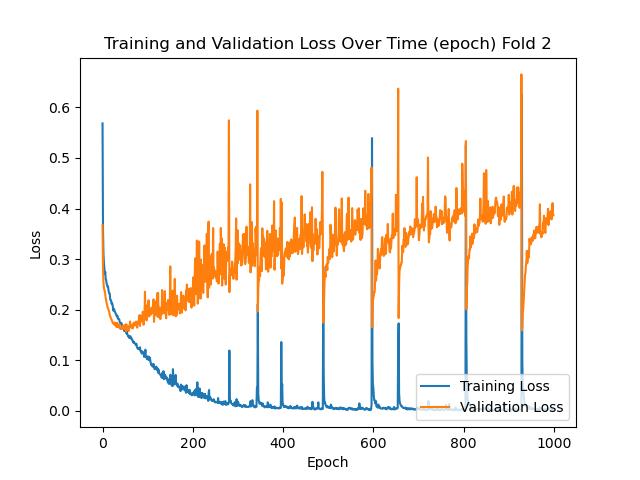 Training and Validation Loss Over Time (epoch) Fold 2
0.6
0.5
0.4
0.3
0.2
0.1
0.0
Loss
Training Loss
Validation Loss
0
200
400
600
800
1000
Epoch